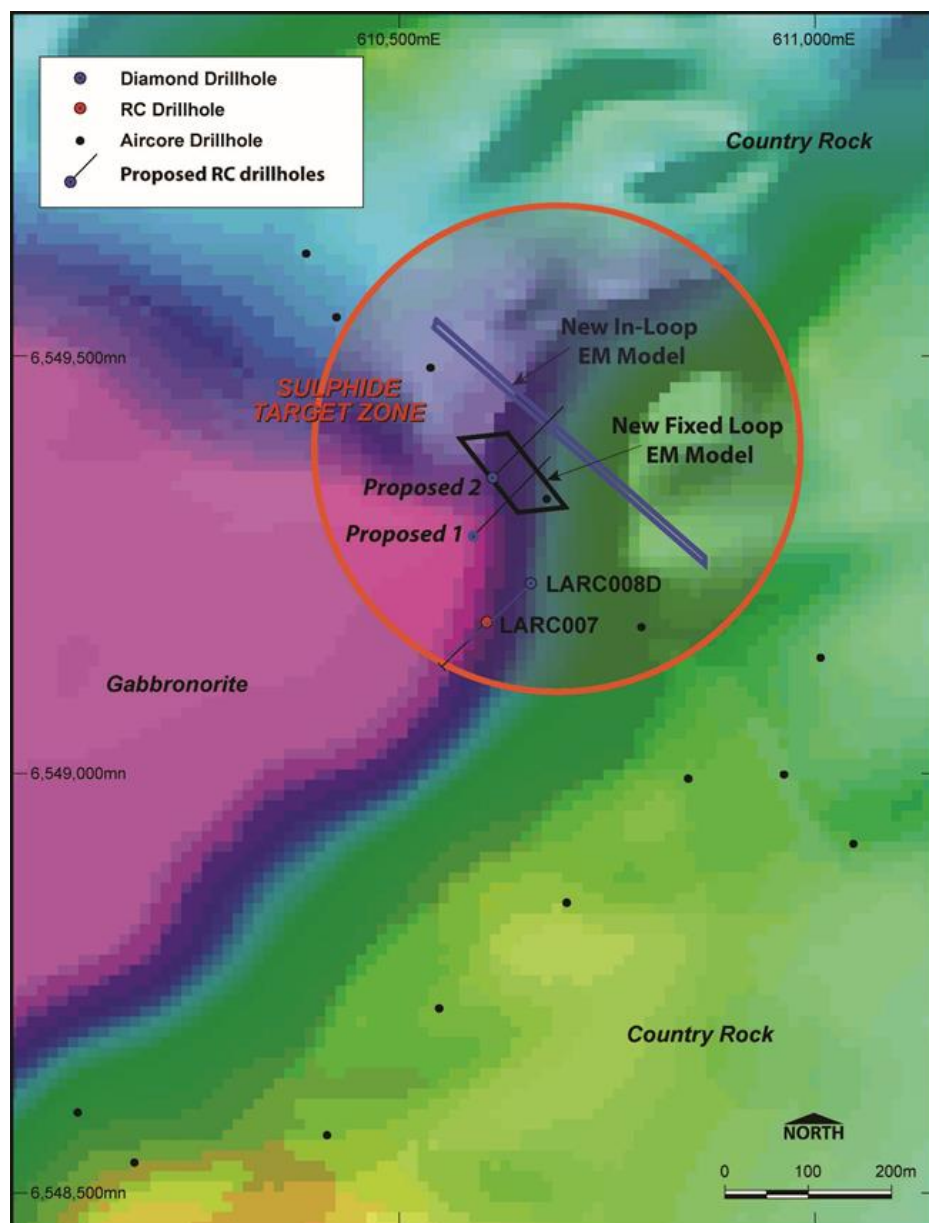 610,500mE
611,000mE
Diamond Drillhole
RC Drillhole
Aircore Drillhole
Proposed RC drillholes
Country Rock
New In-Loop
EM Model
6,549,500mn
SULPHIDE
TARGET ZONE
New Fixed Loop
EM Model
Proposed 2
Proposed 1
LARC008D
LARC007
Gabbronorite
6,549,000mn
Country Rock
NORTH
0 100 200m
6,548,500mn